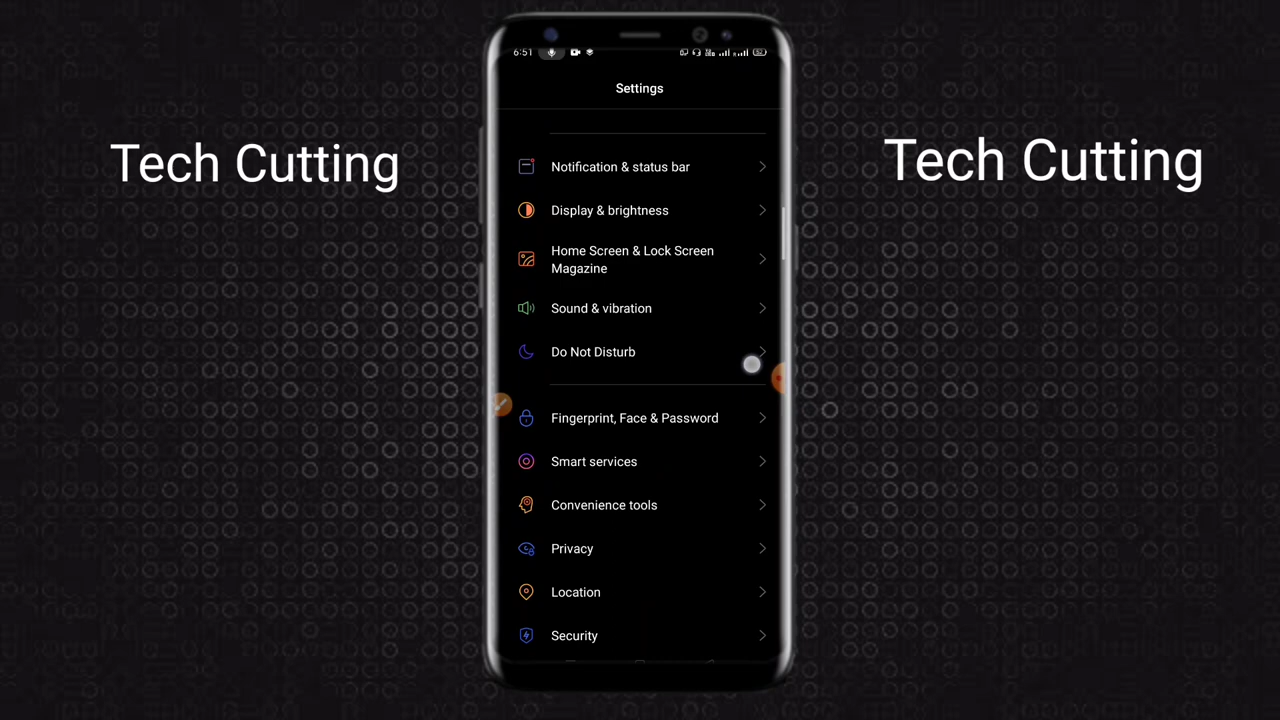 Tech Cutting
Tech Cutting
6:51
Settings
Notification & status bar
Display & brightness
Home Screen & Lock Screen
Magazine
Sound & vibration
Do Not Disturb
Fingerprint, Face & Password
Smart services
Convenience tools
Privacy
Location
Security